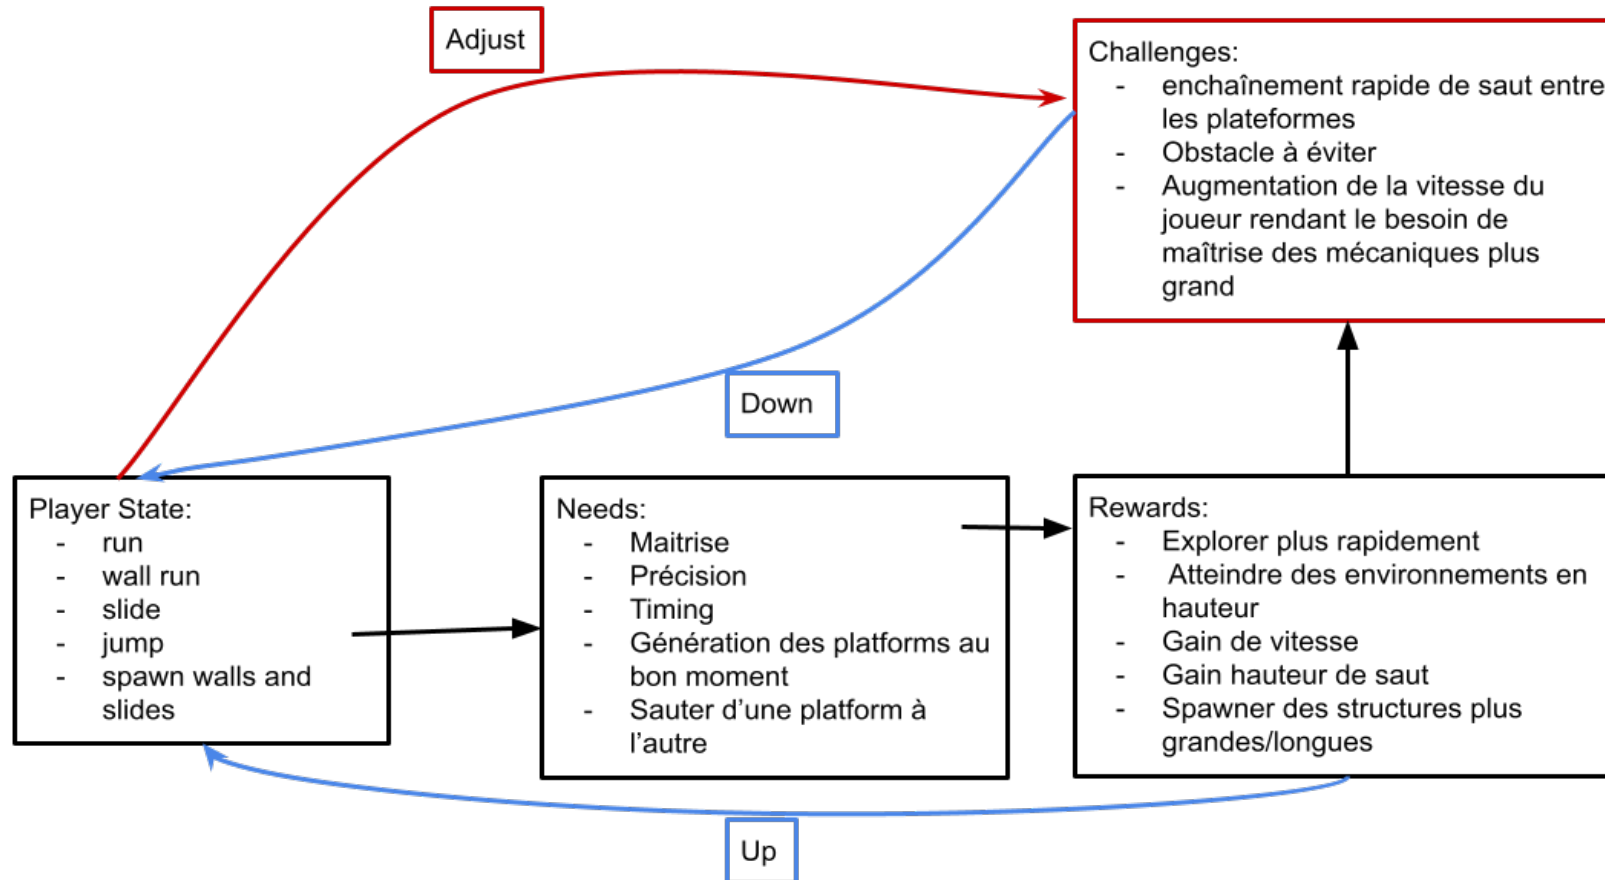 Adjust
Challenges:
- enchaînement rapide de saut entre
les plateformes
- Obstacle à éviter
- Augmentation de la vitesse du
joueur rendant le besoin de
maîtrise des mécaniques plus
grand
Down
Player State:
- run
- wall run
- slide
- jump
- spawn walls and
slides
Needs:
- Maitrise
- Précision
- Timing
- Génération des platforms au
bon moment
- Sauter d’une platform à
l’autre
Rewards:
- Explorer plus rapidement
- Atteindre des environnements en
hauteur
- Gain de vitesse
- Gain hauteur de saut
- Spawner des structures plus
grandes/longues
Up